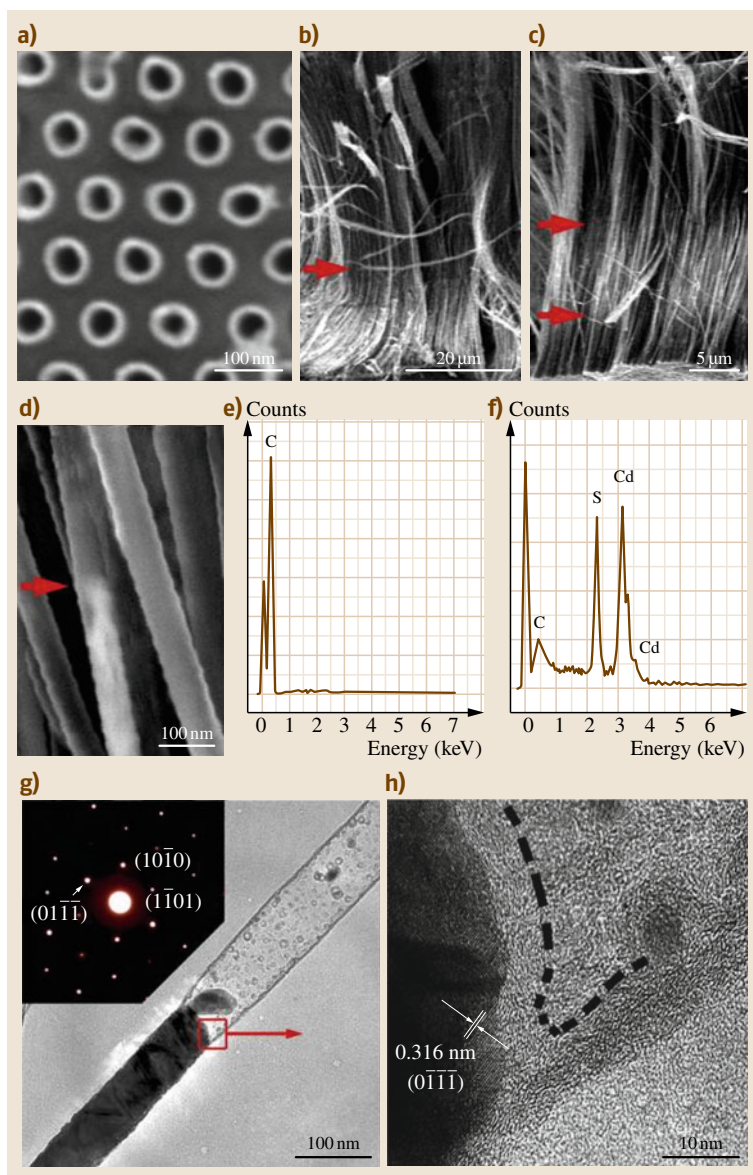 a)
b)
c)
100 nm
20 μm
5 μm
d)
100 nm
e) Counts
C
0 1 2 3 4 5 6 7
Energy (keV)
f) Counts
C
S
Cd
Cd
0 1 2 3 4 5 6
Energy (keV)
g)
(101̅0)
(011̅1̅)
(11̅01)
100 nm
h)
0.316 nm
(01̅1̅1̅)
10 nm